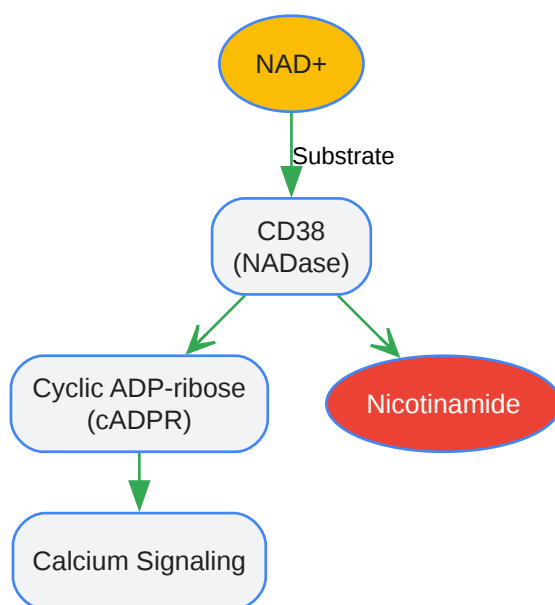 NAD+
Substrate
CD38
(NADase)
Cyclic ADP-ribose
(cADPR)
Nicotinamide
Calcium Signaling